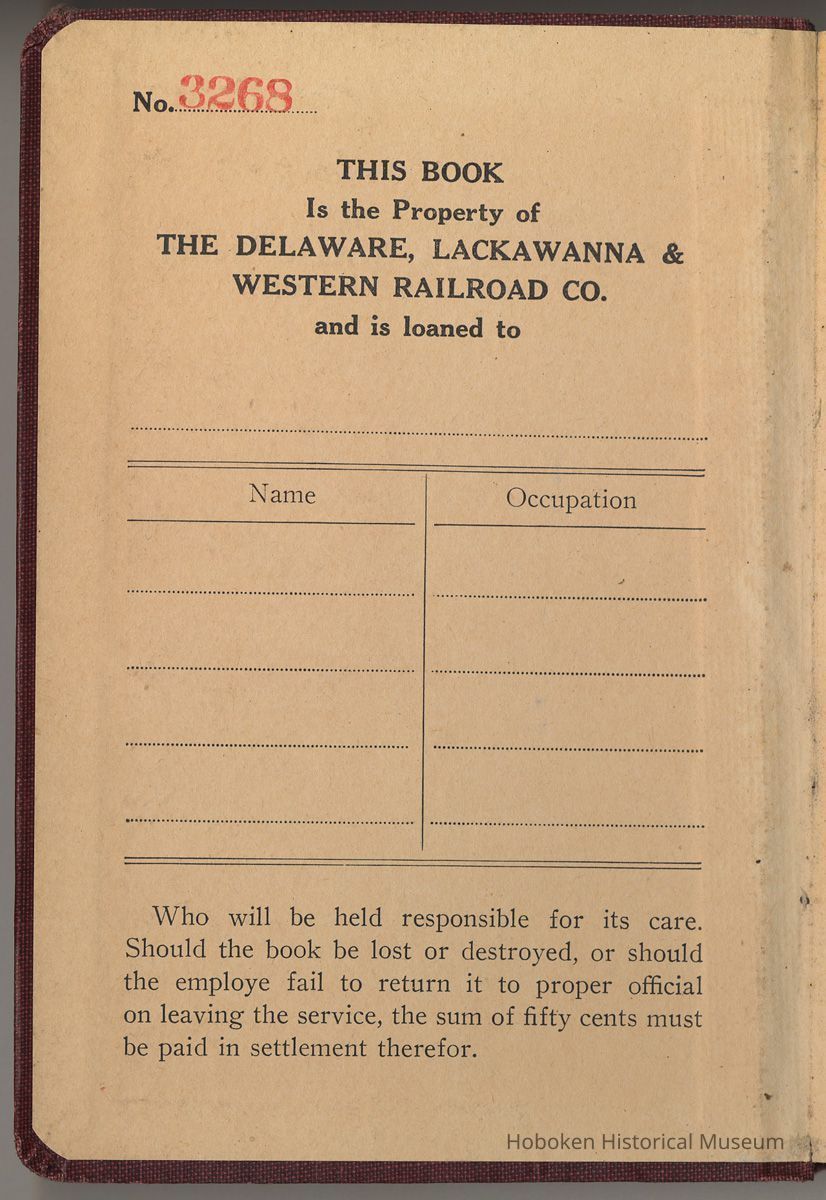 No. 3268
THIS BOOK
Is the Property of
THE DELAWARE, LACKAWANNA &
WESTERN RAILROAD CO.
and is loaned to
Name
Occupation
Who will be held responsible for its care.
Should the book be lost or destroyed, or should
the employe fail to return it to proper official
on leaving the service, the sum of fifty cents must
be paid in settlement therefor.
Hoboken Historical Museum